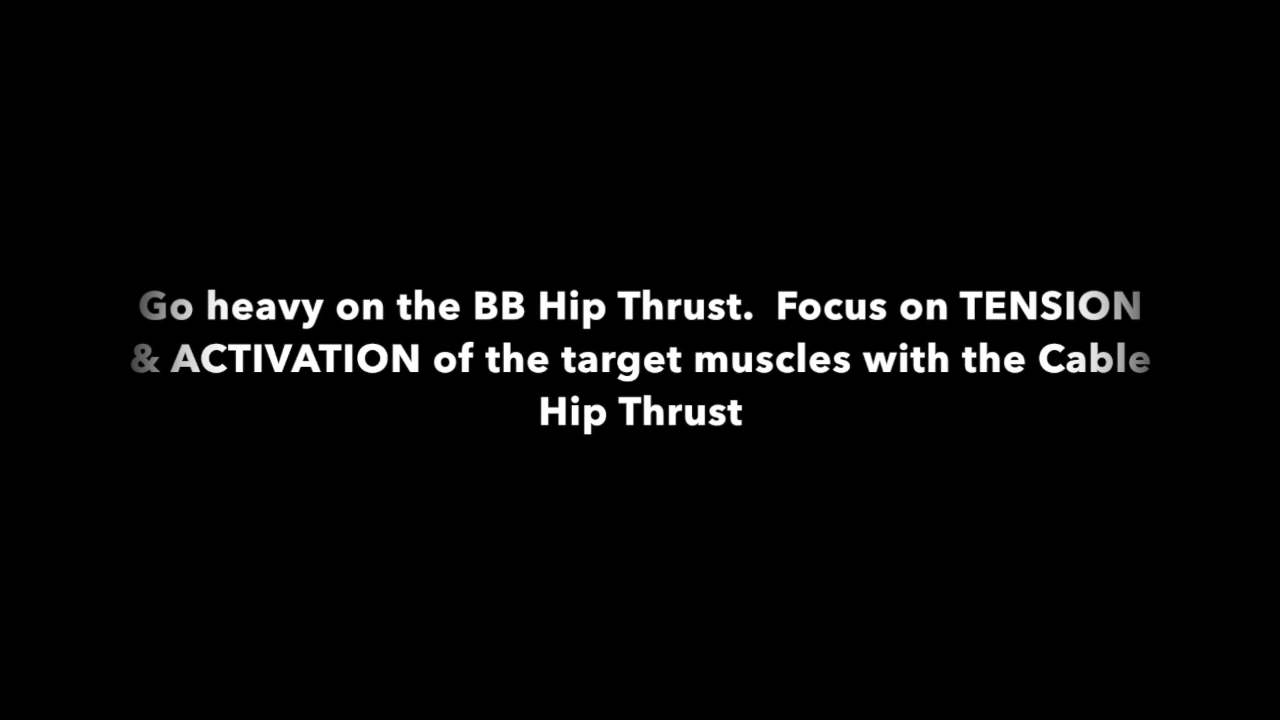 Go heavy on the BB Hip Thrust.  Focus on TENSION
& ACTIVATION of the target muscles with the Cable
Hip Thrust